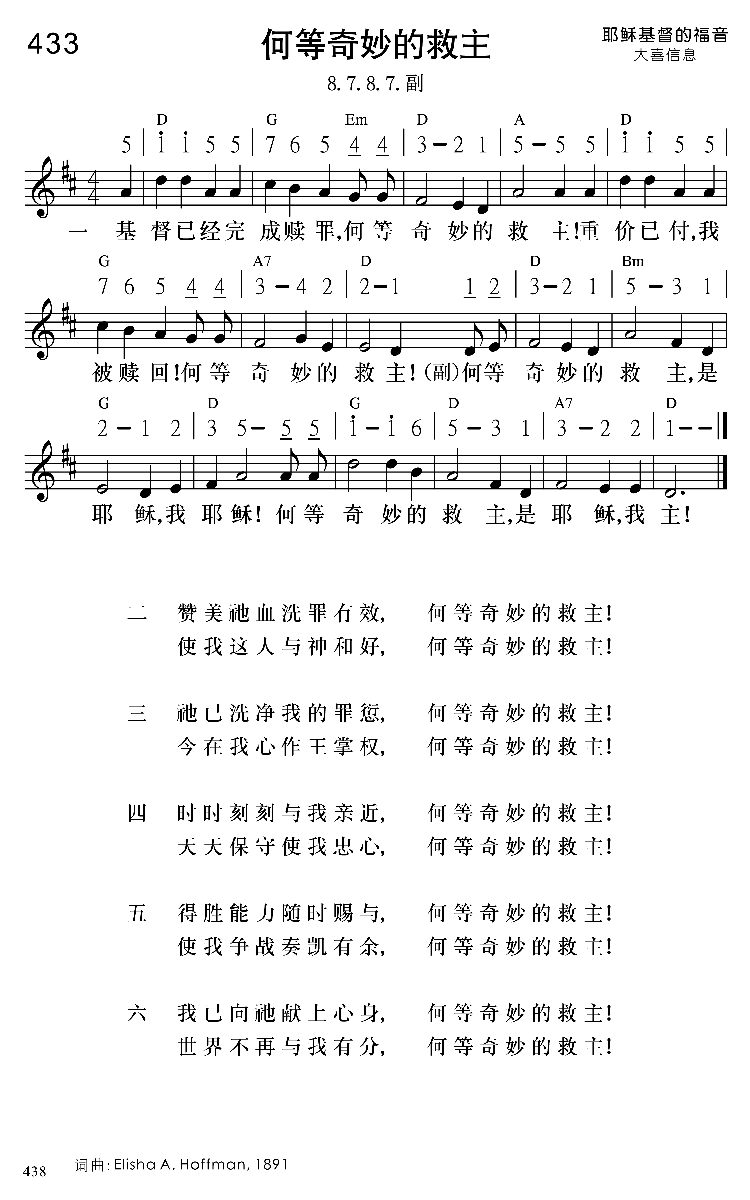 433
何等奇妙的救主
耶稣基督的福音
大喜信息
8. 7. 8. 7. 副
D G Em D A D
5 | i i 5 5 | 7 6 5 4 4 | 3 – 2 1 | 5 – 5 5 | i i 5 5 |
4 4
一 基督已经完成赎罪,何等奇妙的救主!重价已付,我
G A7 D D Bm
7 6 5 4 4 | 3 – 4 2 | 2 – 1 1 2 | 3 – 2 1 | 5 – 3 1 |
被赎回!何等奇妙的救主!(副)何等奇妙的救主,是
G D G D A7 D
2 – 1 2 | 3 5 – 5 5 | i – i 6 | 5 – 3 1 | 3 – 2 2 | 1 – –
耶稣,我耶稣!何等奇妙的救主,是耶稣,我主!
二 赞美祂血洗罪有效, 何等奇妙的救主!
使我这人与神和好, 何等奇妙的救主!
三 祂已洗净我的罪愆, 何等奇妙的救主!
今在我心作王掌权, 何等奇妙的救主!
四 时时刻刻与我亲近, 何等奇妙的救主!
天天保守使我忠心, 何等奇妙的救主!
五 得胜能力随时赐与, 何等奇妙的救主!
使我争战奏凯有余, 何等奇妙的救主!
六 我已向祂献上心身, 何等奇妙的救主!
世界不再与我有分, 何等奇妙的救主!
438 词曲: Elisha A. Hoffman, 1891